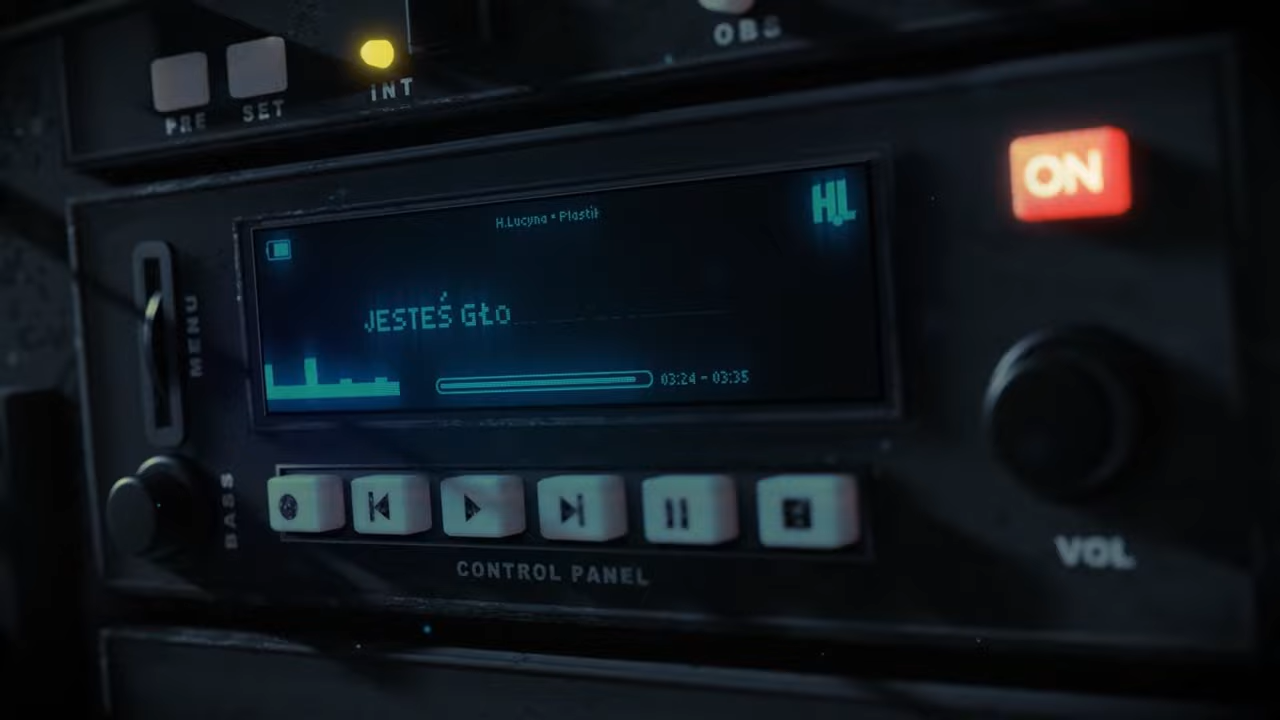 PRE
SET
INT
OBS
H.Lucyna * Plastik
HL
ON
JESTEŚ GŁO
03:24 - 03:35
MENU
BASS
CONTROL PANEL
VOL